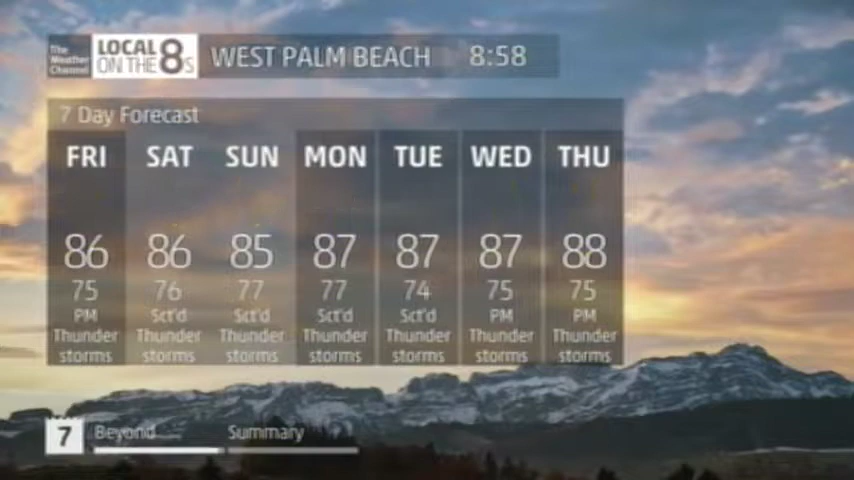 The Weather Channel LOCAL ON THE 8s WEST PALM BEACH 8:58
7 Day Forecast
FRI SAT SUN MON TUE WED THU
86 86 85 87 87 87 88
75 76 77 77 74 75 75
PM Sct'd Sct'd Sct'd Sct'd PM PM
Thunder Thunder Thunder Thunder Thunder Thunder Thunder
storms storms storms storms storms storms storms
7 Beyond Summary